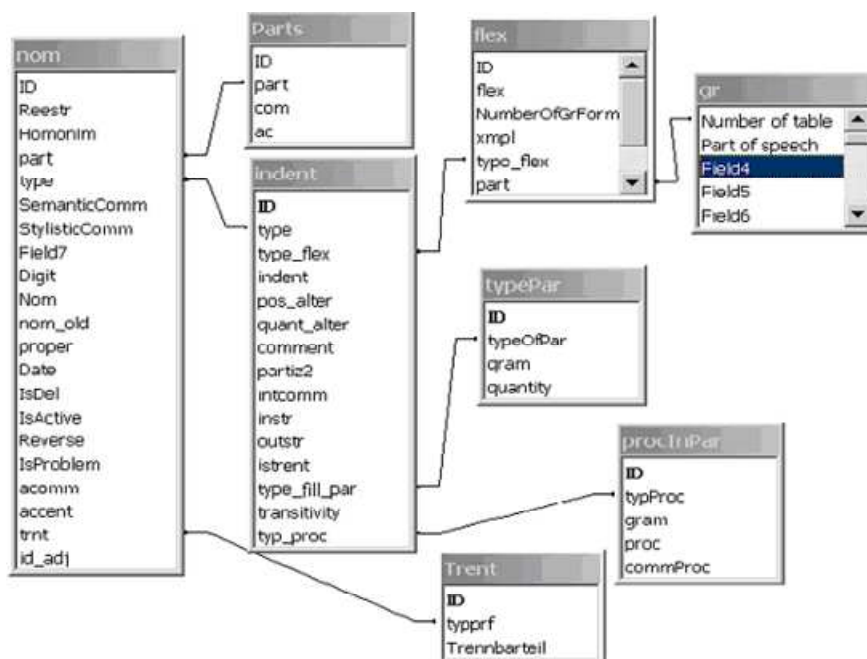 nom
ID
Reestr
Homonim
part
type
SemanticComm
StylisticComm
Field7
Digit
Nom
nom_old
proper
Date
IsDel
IsActive
Reverse
IsProblem
acomm
accent
trnt
id_adj
Parts
ID
part
com
ac
indent
ID
type
type_flex
indent
pos_alter
quant_alter
comment
partiz2
intcomm
instr
outstr
istrent
type_fill_par
transitivity
typ_proc
flex
ID
flex
NumberOfGrForm
xmpl
type_flex
part
gr
Number of table
Part of speech
Field4
Field5
Field6
typePar
ID
typeOfPar
gram
quantity
procInPar
ID
typProc
gram
proc
commProc
Trent
ID
typprf
Trennbarteil